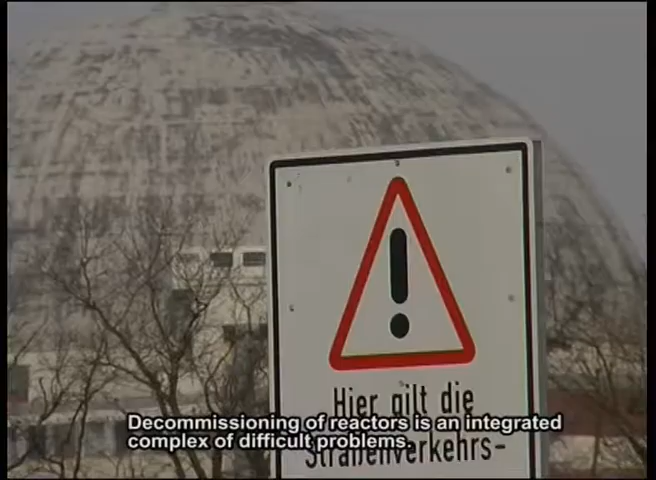 Hier gilt die
Decommissioning of reactors is an integrated
complex of difficult problems.
Straßenverkehrs-